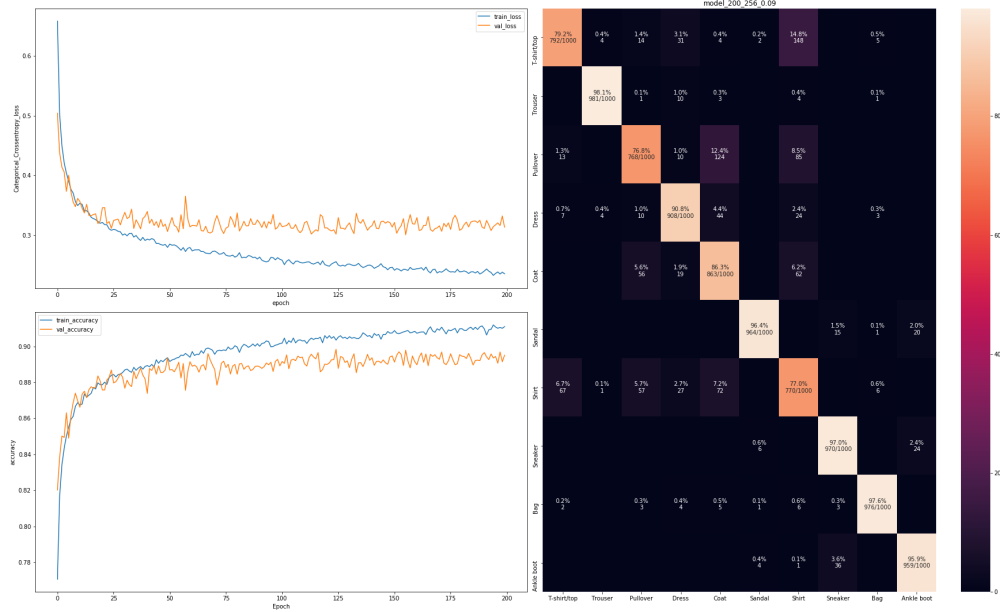 train_loss
val_loss
Categorical_Crossentropy_loss
0.6
0.5
0.4
0.3
0 25 50 75 100 125 150 175 200
epoch
train_accuracy
val_accuracy
accuracy
0.90
0.88
0.86
0.84
0.82
0.80
0.78
0 25 50 75 100 125 150 175 200
Epoch
model_200_256_0.09
T-shirt/top
79.2% 0.4% 1.4% 3.1% 0.4% 0.2% 14.8% 0.5%
792/1000 4 14 31 4 2 148 5
Trouser
98.1% 0.1% 1.0% 0.3% 0.4% 0.1%
981/1000 1 10 3 4 1
Pullover
1.3% 76.8% 1.0% 12.4% 8.5%
13 768/1000 10 124 85
Dress
0.7% 0.4% 1.0% 90.8% 4.4% 2.4% 0.3%
7 4 10 908/1000 44 24 3
Coat
5.6% 1.9% 86.3% 6.2%
56 19 863/1000 62
Sandal
96.4% 1.5% 0.1% 2.0%
964/1000 15 1 20
Shirt
6.7% 0.1% 5.7% 2.7% 7.2% 77.0% 0.6%
67 1 57 27 72 770/1000 6
Sneaker
0.6% 97.0% 2.4%
6 970/1000 24
Bag
0.2% 0.3% 0.4% 0.5% 0.1% 0.6% 0.3% 97.6%
2 3 4 5 1 6 3 976/1000
Ankle boot
0.4% 0.1% 3.6% 95.9%
4 1 36 959/1000
T-shirt/top Trouser Pullover Dress Coat Sandal Shirt Sneaker Bag Ankle boot